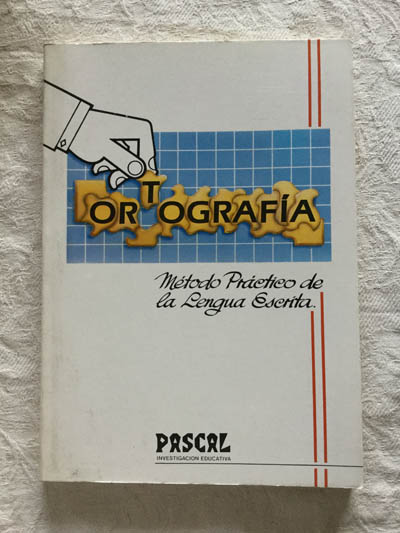 ORTOGRAFÍA
Método Práctico de
la Lengua Escrita.
PASCAL
INVESTIGACION EDUCATIVA